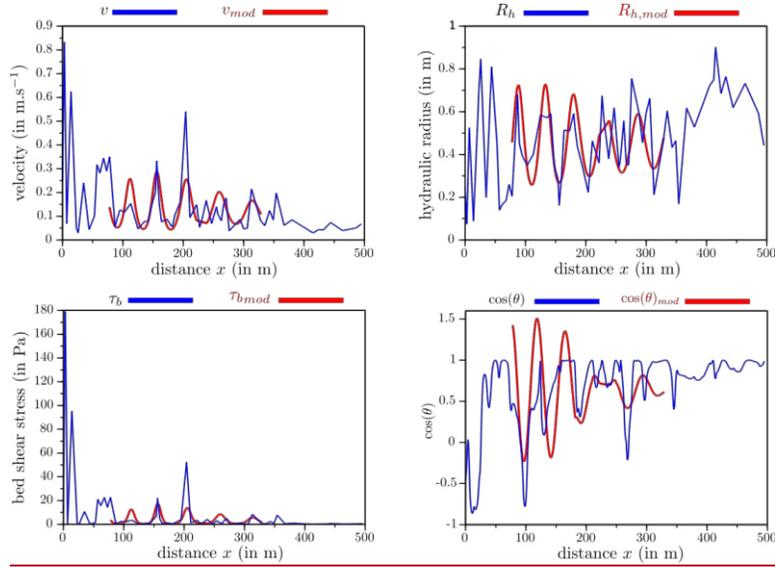 v v_mod
velocity (in m.s⁻¹)
0.9
0.8
0.7
0.6
0.5
0.4
0.3
0.2
0.1
0
0 100 200 300 400 500
distance x (in m)
R_h R_h,mod
hydraulic radius (in m)
1
0.8
0.6
0.4
0.2
0
0 100 200 300 400 500
distance x (in m)
τ_b τ_b mod
bed shear stress (in Pa)
180
160
140
120
100
80
60
40
20
0
0 100 200 300 400 500
distance x (in m)
cos(θ) cos(θ)_mod
cos(θ)
1.5
1
0.5
0
-0.5
-1
0 100 200 300 400 500
distance x (in m)